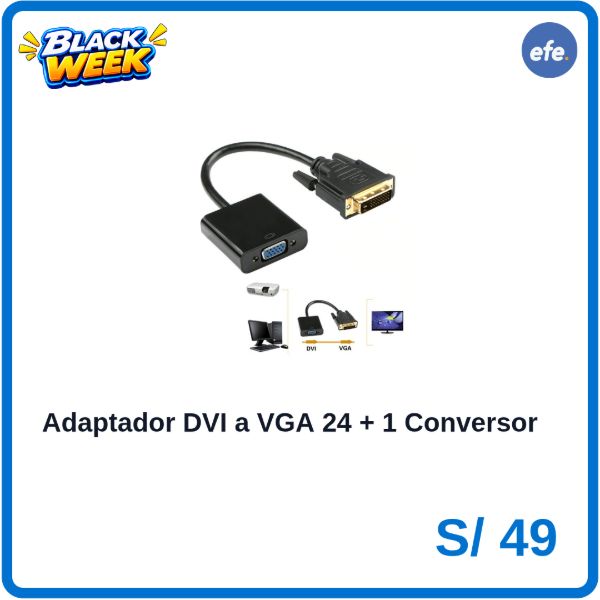 BLACK
WEEK
efe.
DVI
VGA
Adaptador DVI a VGA 24 + 1 Conversor
S/ 49